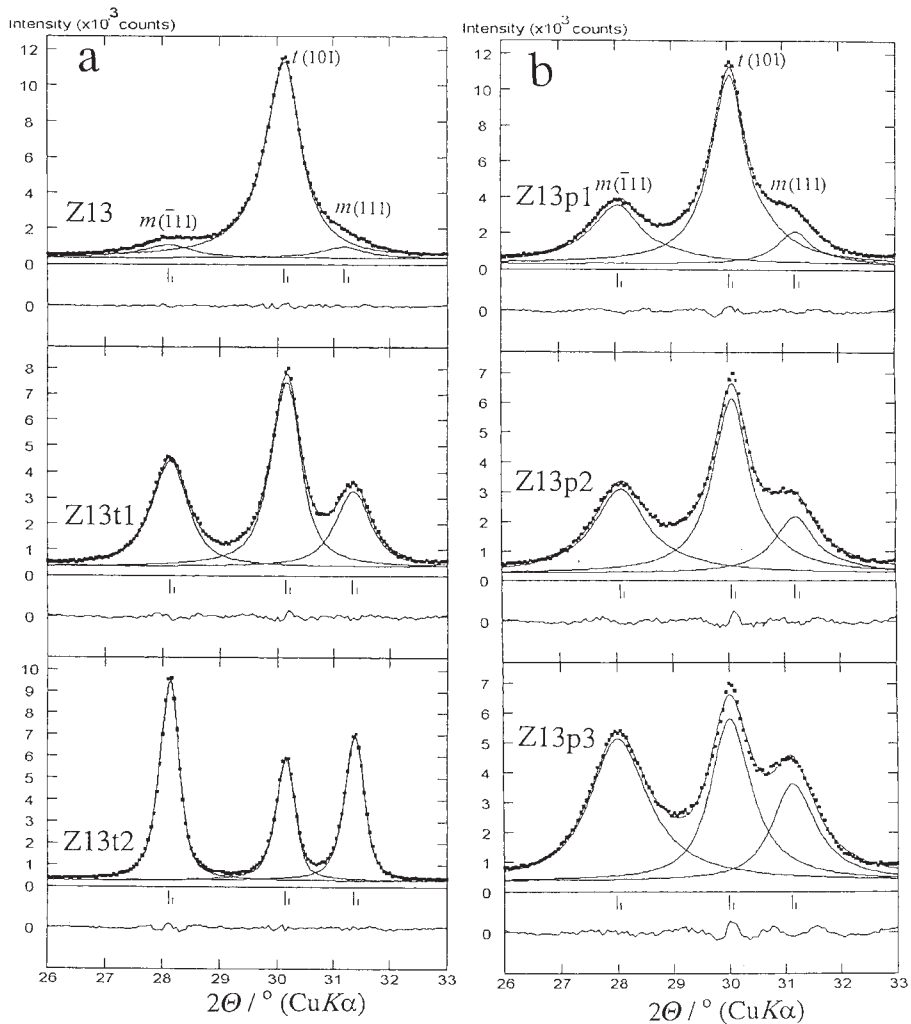 Intensity (x10³ counts)
a
12
10
8
6
4
2
0
Z13
m(1̄11)
t(101)
m(111)
0
8
7
6
5
4
3
2
1
0
Z13t1
0
10
9
8
7
6
5
4
3
2
1
0
Z13t2
0
26 27 28 29 30 31 32 33
2Θ / ° (CuKα)
Intensity (x10³ counts)
b
12
10
8
6
4
2
0
Z13p1
m(1̄11)
t(101)
m(111)
0
7
6
5
4
3
2
1
0
Z13p2
0
7
6
5
4
3
2
1
0
Z13p3
0
26 27 28 29 30 31 32 33
2Θ / ° (CuKα)